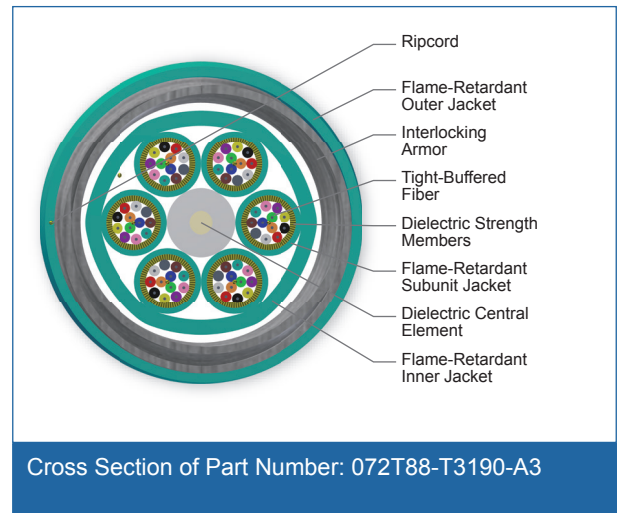 Ripcord
Flame-Retardant
Outer Jacket
Interlocking
Armor
Tight-Buffered
Fiber
Dielectric Strength
Members
Flame-Retardant
Subunit Jacket
Dielectric Central
Element
Flame-Retardant
Inner Jacket
Cross Section of Part Number: 072T88-T3190-A3